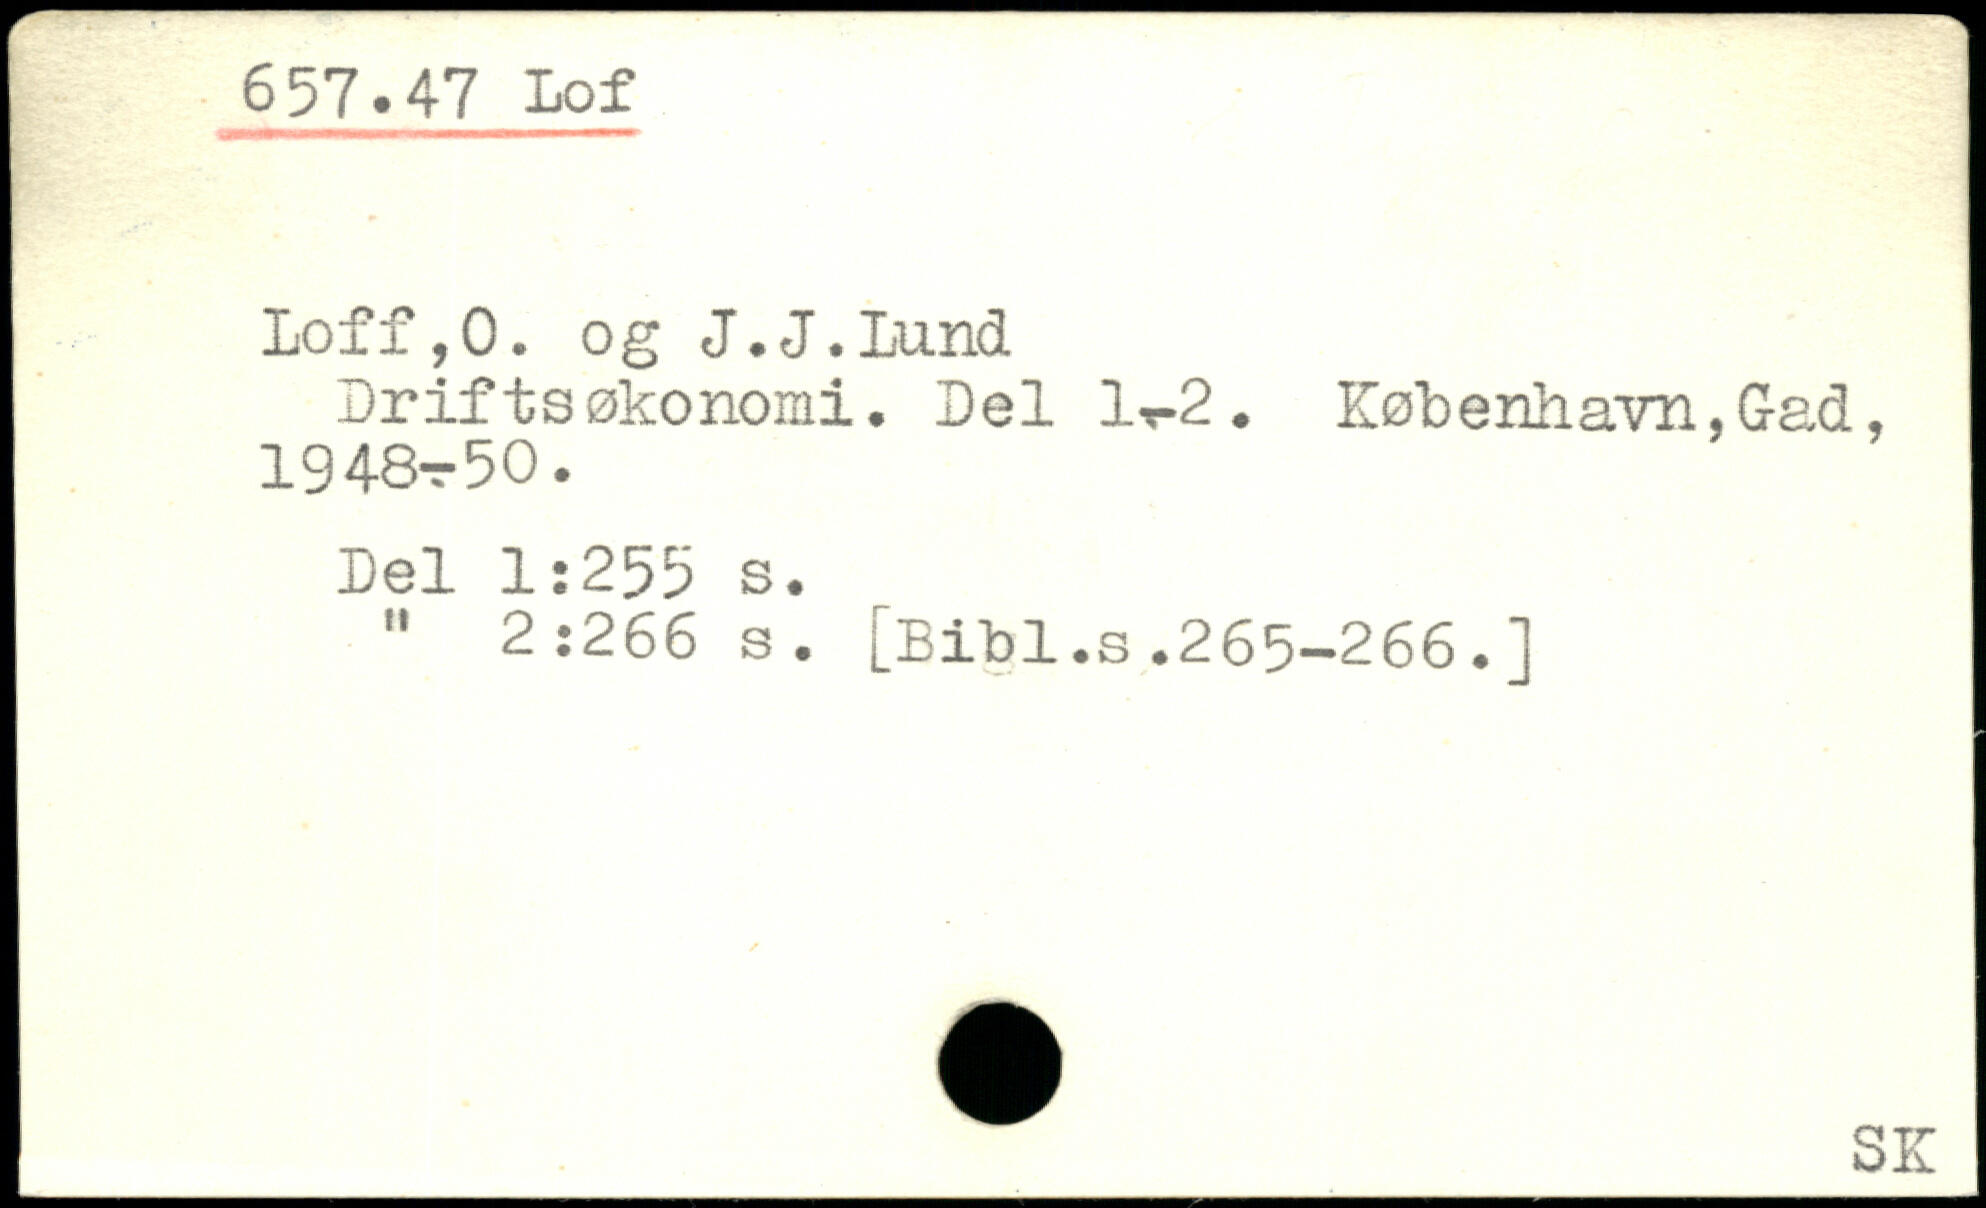 657.47 Lof
Loff,O. og J.J.Lund
Driftsøkonomi. Del 1-2. København,Gad,
1948-50.
Del 1:255 s.
" 2:266 s. [Bibl.s.265-266.]
SK